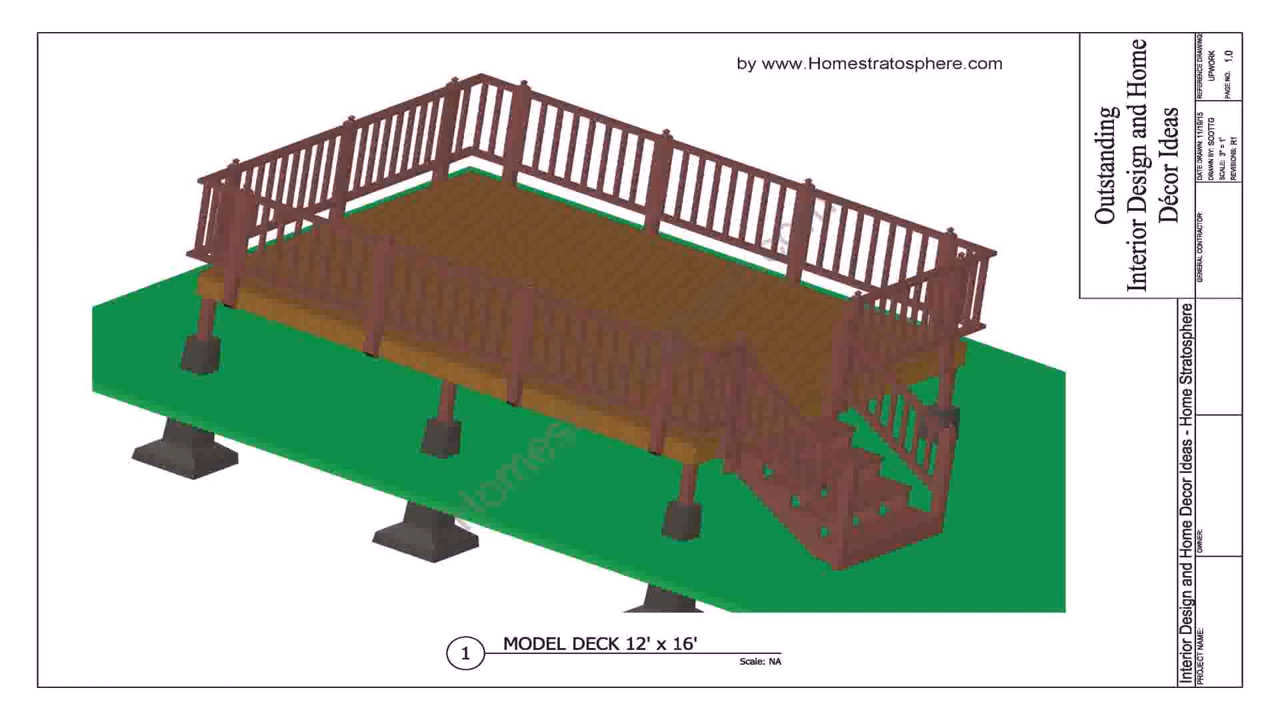 by www.Homestratosphere.com
Outstanding
Interior Design and Home
Décor Ideas
REFERENCE DRAWING:
UPWORK
PAGE NO. 1.0
DATE DRAWN: 11/19/15
DRAWN BY: SCOTTG
SCALE: 3" = 1'
REVISIONS: R1
GENERAL CONTRACTOR:
OWNER:
Interior Design and Home Decor Ideas - Home Stratosphere
PROJECT NAME:
1
MODEL DECK 12' x 16'
Scale: NA